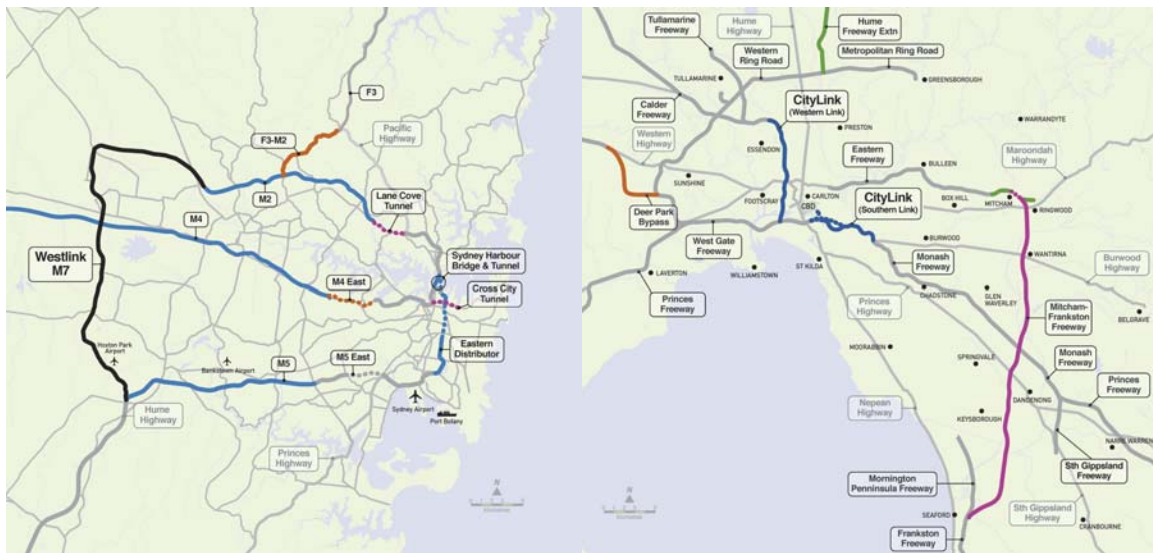 F3
Pacific
Highway
F3-M2
M2
Lane Cove
Tunnel
M4
Westlink
M7
Sydney Harbour
Bridge & Tunnel
M4 East
Cross City
Tunnel
Eastern
Distributor
Hoxton Park
Airport
Bankstown Airport
M5
M5 East
Sydney Airport
Port Botany
Hume
Highway
Princes
Highway
N
Tullamarine
Freeway
Hume
Highway
Hume
Freeway Extn
Western
Ring Road
Metropolitan Ring Road
TULLAMARINE
GREENSBOROUGH
Calder
Freeway
CityLink
(Western Link)
WARRANDYTE
PRESTON
Western
Highway
ESSENDON
Eastern
Freeway
BULLEEN
Maroondah
Highway
SUNSHINE
FOOTSCRAY
CARLTON
CBD
CityLink
(Southern Link)
BOX HILL
MITCHAM
RINGWOOD
Deer Park
Bypass
West Gate
Freeway
BURWOOD
WANTIRNA
Monash
Freeway
Burwood
Highway
LAVERTON
WILLIAMSTOWN
ST KILDA
Princes
Freeway
Princes
Highway
CHADSTONE
GLEN
WAVERLEY
BELGRAVE
Mitcham-
Frankston
Freeway
MOORABBIN
SPRINGVALE
Monash
Freeway
Princes
Freeway
Nepean
Highway
KEYSBOROUGH
DANDENONG
NARRE WARREN
Sth Gippsland
Freeway
Mornington
Penninsula Freeway
Sth Gippsland
Highway
SEAFORD
CRANBOURNE
Frankston
Freeway
N